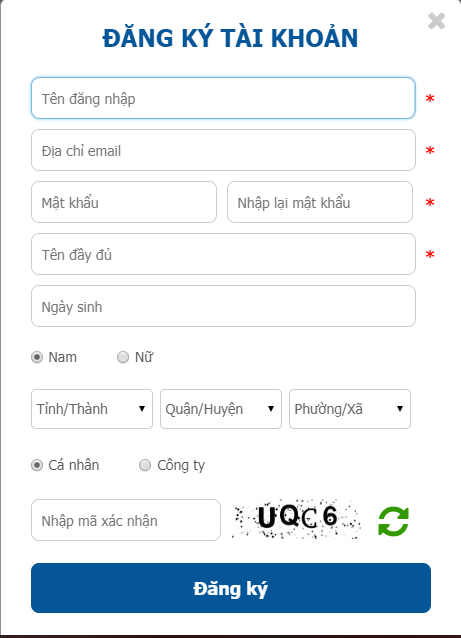 ĐĂNG KÝ TÀI KHOẢN
Tên đăng nhập *
Địa chỉ email *
Mật khẩu Nhập lại mật khẩu *
Tên đầy đủ *
Ngày sinh
Nam Nữ
Tỉnh/Thành Quận/Huyện Phường/Xã
Cá nhân Công ty
Nhập mã xác nhận UQC6
Đăng ký